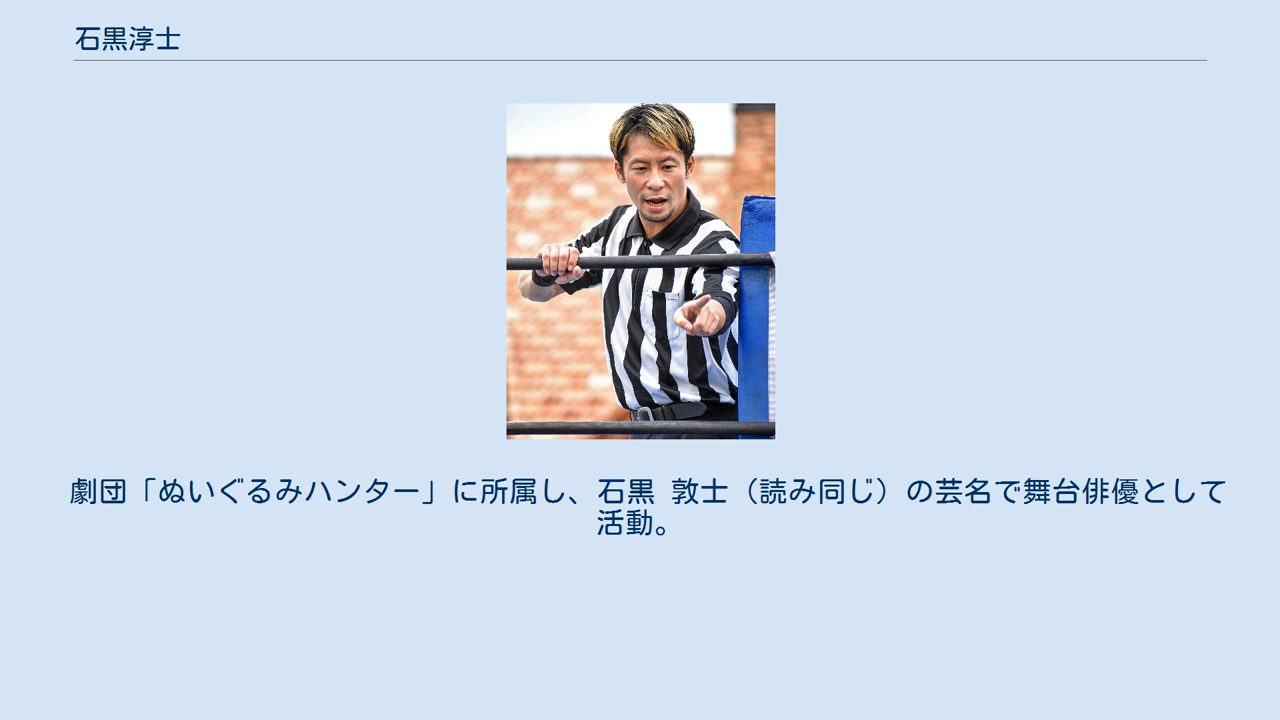 石黒淳士
劇団「ぬいぐるみハンター」に所属し、石黒 敦士（読み同じ）の芸名で舞台俳優として
活動。